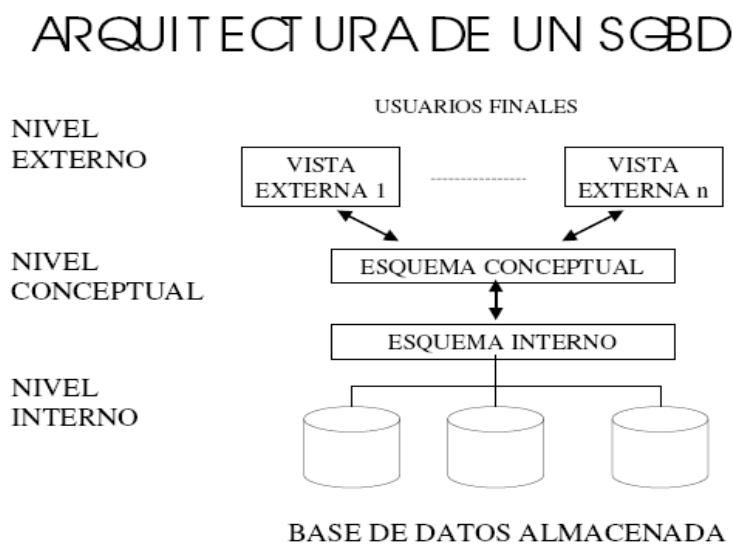 ARQUITECTURA DE UN SGBD
USUARIOS FINALES
NIVEL
EXTERNO
VISTA
EXTERNA 1
VISTA
EXTERNA n
NIVEL
CONCEPTUAL
ESQUEMA CONCEPTUAL
ESQUEMA INTERNO
NIVEL
INTERNO
BASE DE DATOS ALMACENADA